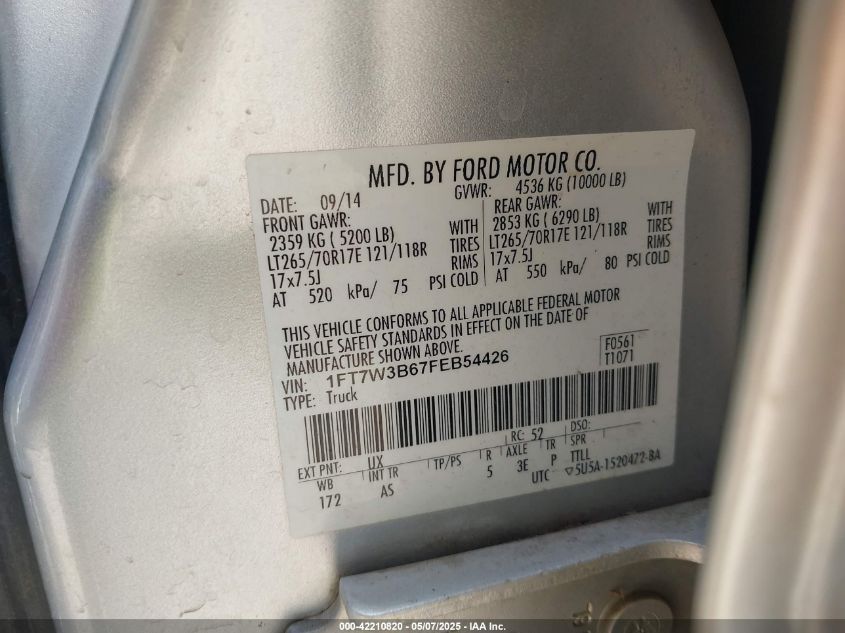 MFD. BY FORD MOTOR CO.
DATE: 09/14 GVWR: 4536 KG (10000 LB)
FRONT GAWR: REAR GAWR:
2359 KG ( 5200 LB) WITH 2853 KG ( 6290 LB) WITH
LT265/70R17E 121/118R TIRES LT265/70R17E 121/118R TIRES
17x7.5J RIMS 17x7.5J RIMS
AT 520 kPa/ 75 PSI COLD AT 550 kPa/ 80 PSI COLD
THIS VEHICLE CONFORMS TO ALL APPLICABLE FEDERAL MOTOR
VEHICLE SAFETY STANDARDS IN EFFECT ON THE DATE OF
MANUFACTURE SHOWN ABOVE.
VIN: 1FT7W3B67FEB54426 F0561
TYPE: Truck T1071
EXT PNT: UX RC: 52 DSO:
WB INT TR TP/PS R AXLE TR SPR
172 AS 5 3E P TTLL
UTC ▽5U5A-1520472-BA
000-42210820 - 05/07/2025 - IAA Inc.